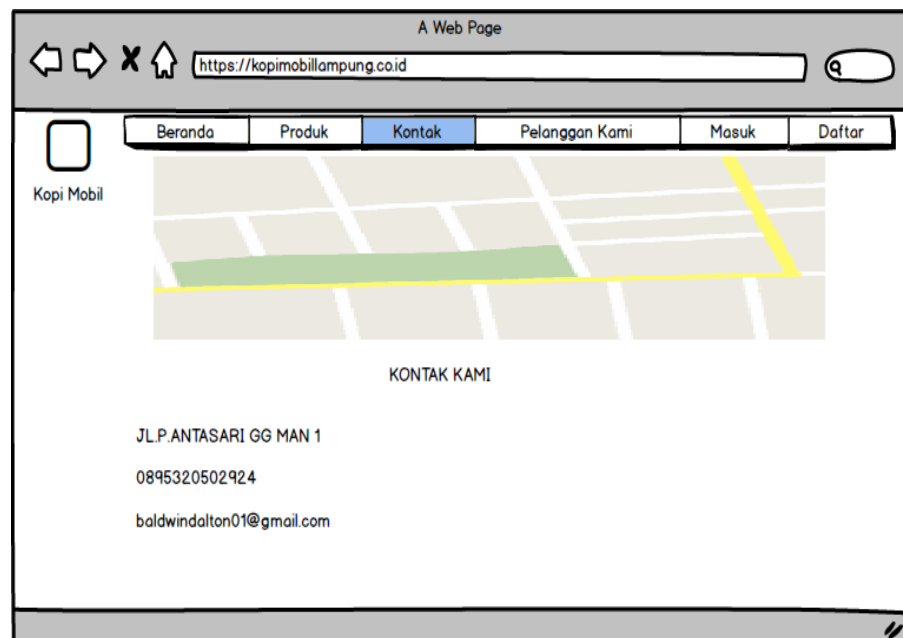 A Web Page
https://kopimobillampung.co.id
Beranda Produk Kontak Pelanggan Kami Masuk Daftar
Kopi Mobil
KONTAK KAMI
JL.P.ANTASARI GG MAN 1
0895320502924
baldwindalton01@gmail.com